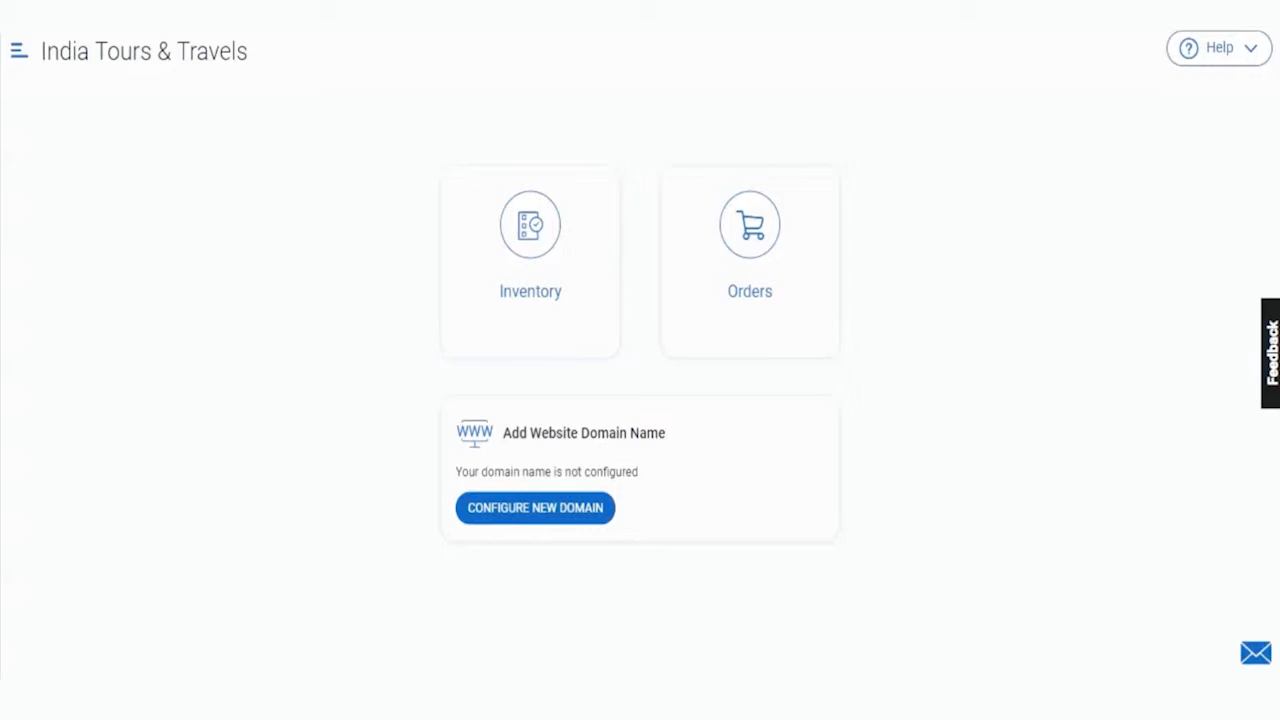 India Tours & Travels
Help
Inventory
Orders
WWW
Add Website Domain Name
Your domain name is not configured
CONFIGURE NEW DOMAIN
Feedback